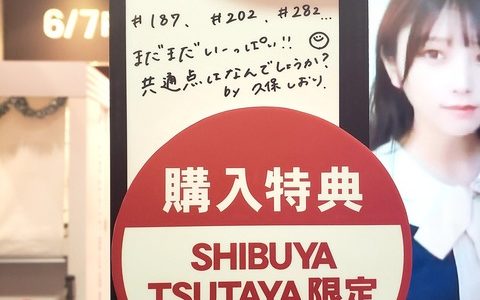 6/7
#187、#202、#282...
まだまだいーっぱい!!
共通点はなんでしょうか?
by 久保しおり.
購入特典
SHIBUYA
TSUTAYA限定